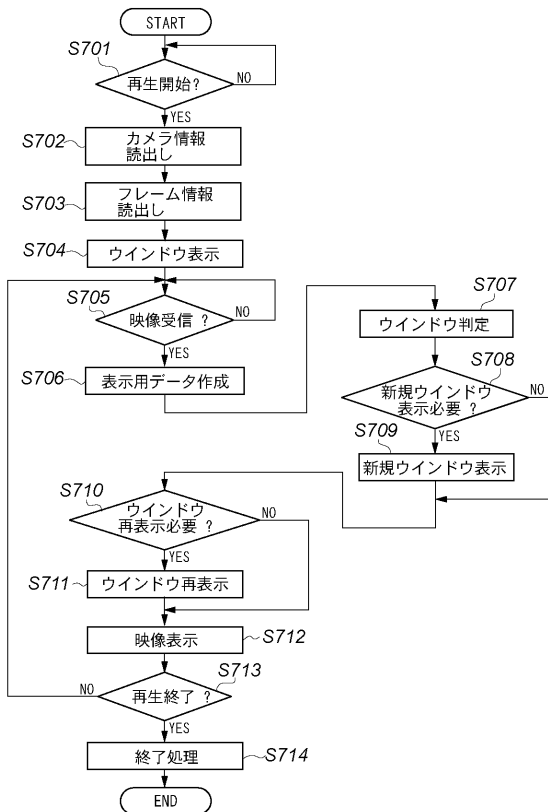 START
S701
再生開始?
NO
YES
S702
カメラ情報
読出し
S703
フレーム情報
読出し
S704
ウインドウ表示
S705
映像受信 ?
NO
YES
S706
表示用データ作成
S707
ウインドウ判定
S708
新規ウインドウ
表示必要 ?
NO
YES
S709
新規ウインドウ表示
S710
ウインドウ
再表示必要 ?
NO
YES
S711
ウインドウ再表示
映像表示
S712
S713
再生終了 ?
NO
YES
終了処理
S714
END